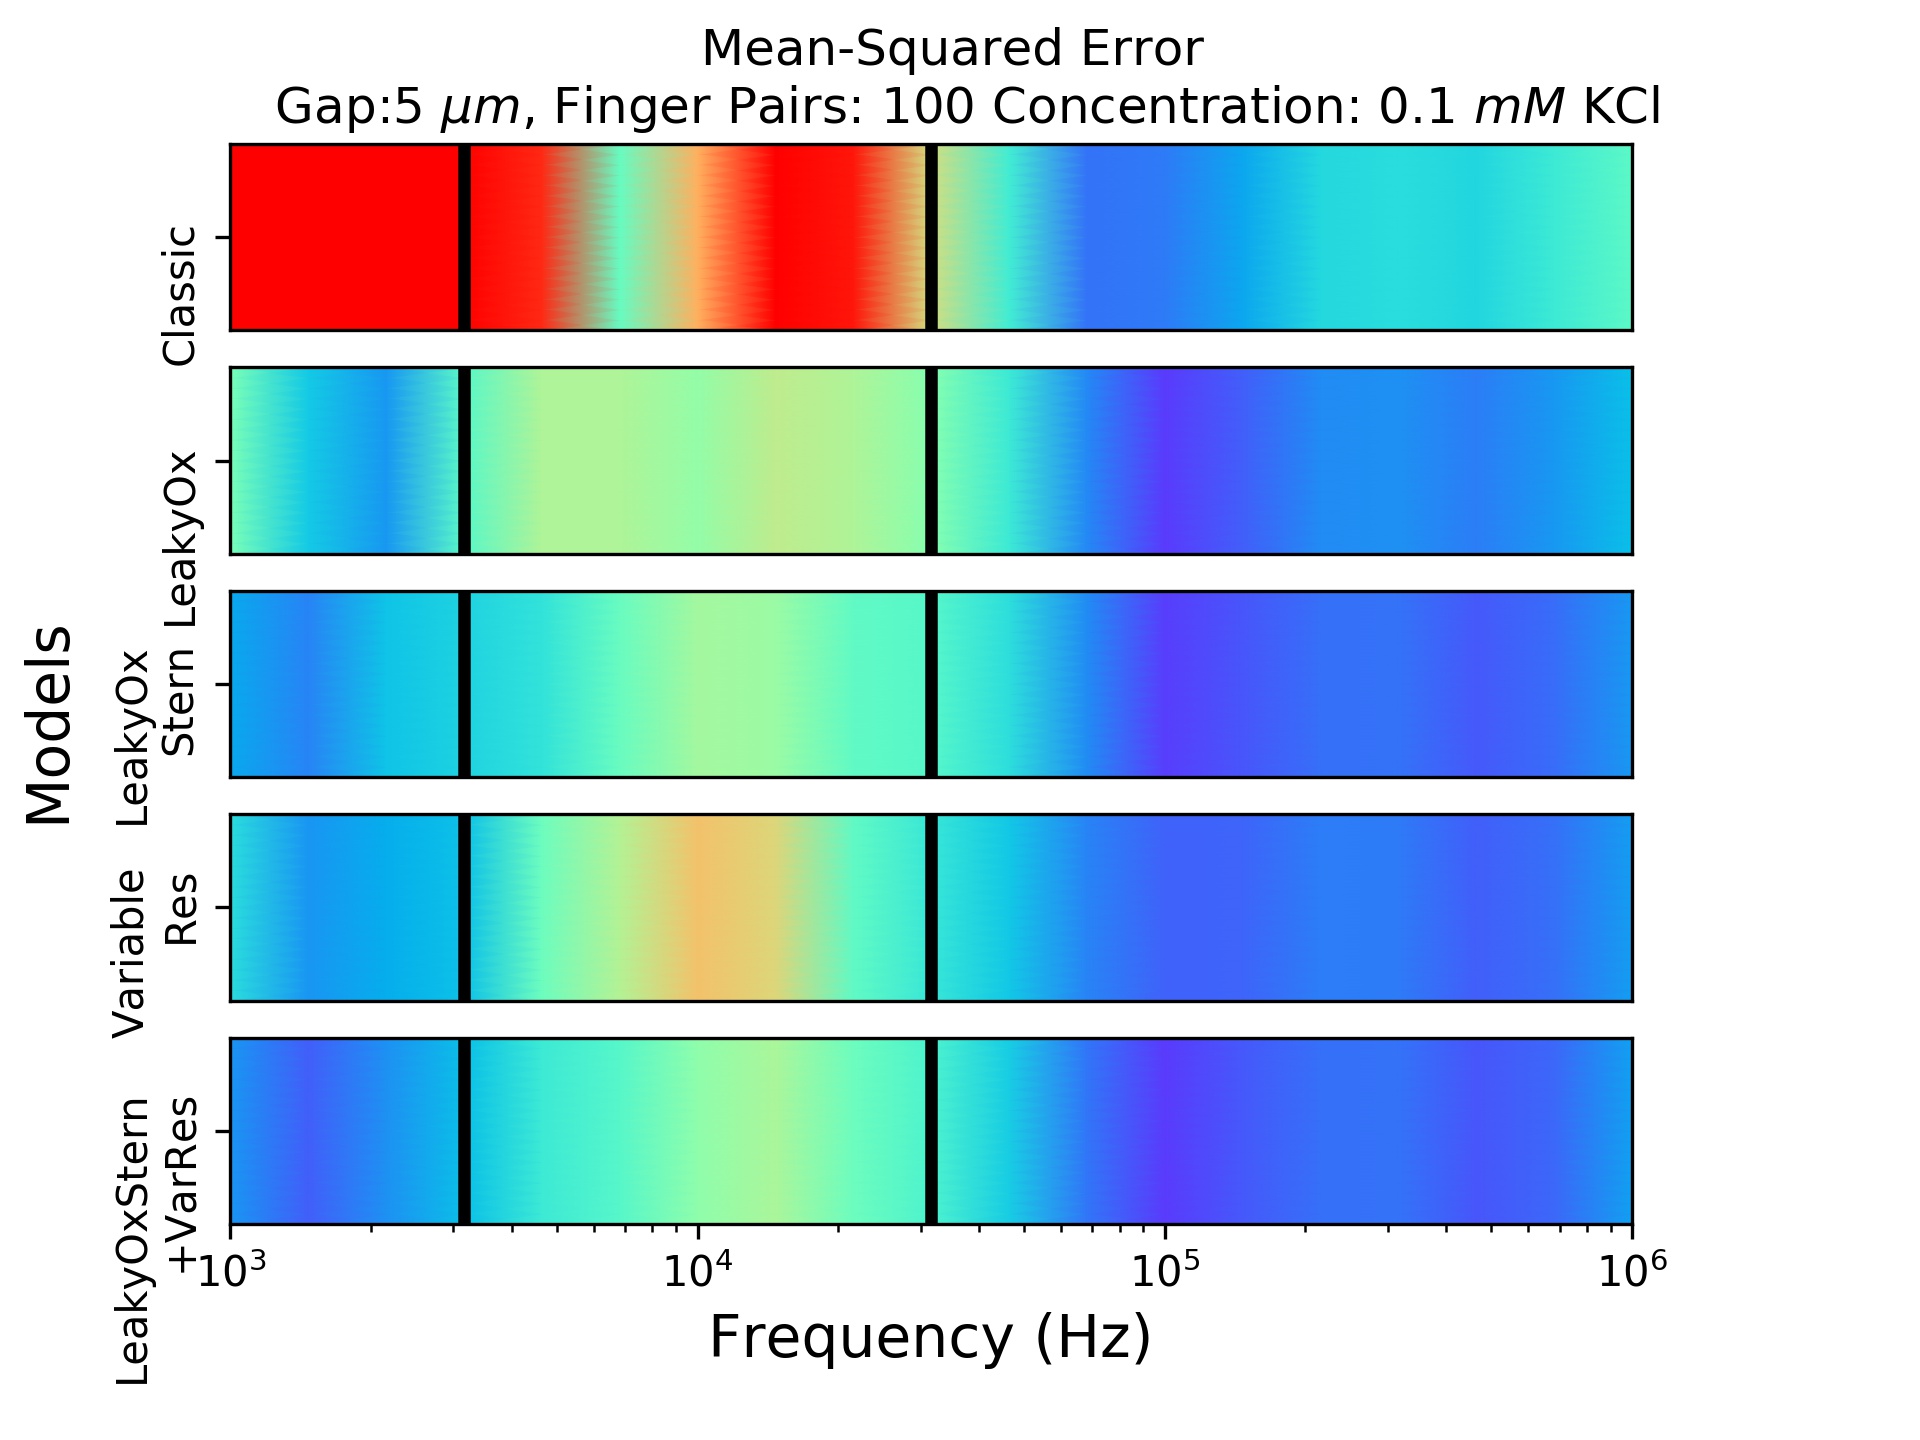 Mean-Squared Error
Gap:5 μm, Finger Pairs: 100 Concentration: 0.1 mM KCl
Models
Classic
LeakyOx
LeakyOx
Stern
Variable
Res
LeakyOxStern
+VarRes
10³
10⁴
10⁵
10⁶
Frequency (Hz)